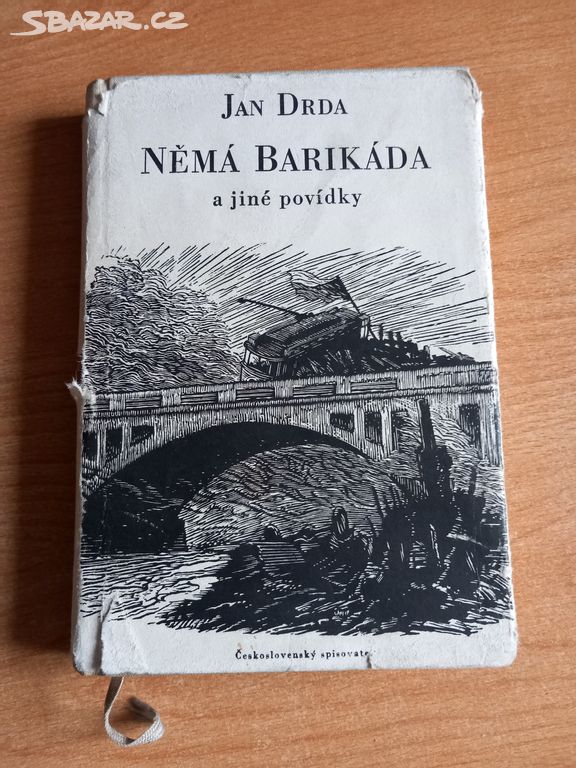 SBAZAR.CZ
JAN DRDA
NĚMÁ BARIKÁDA
a jiné povídky
Československý spisovate